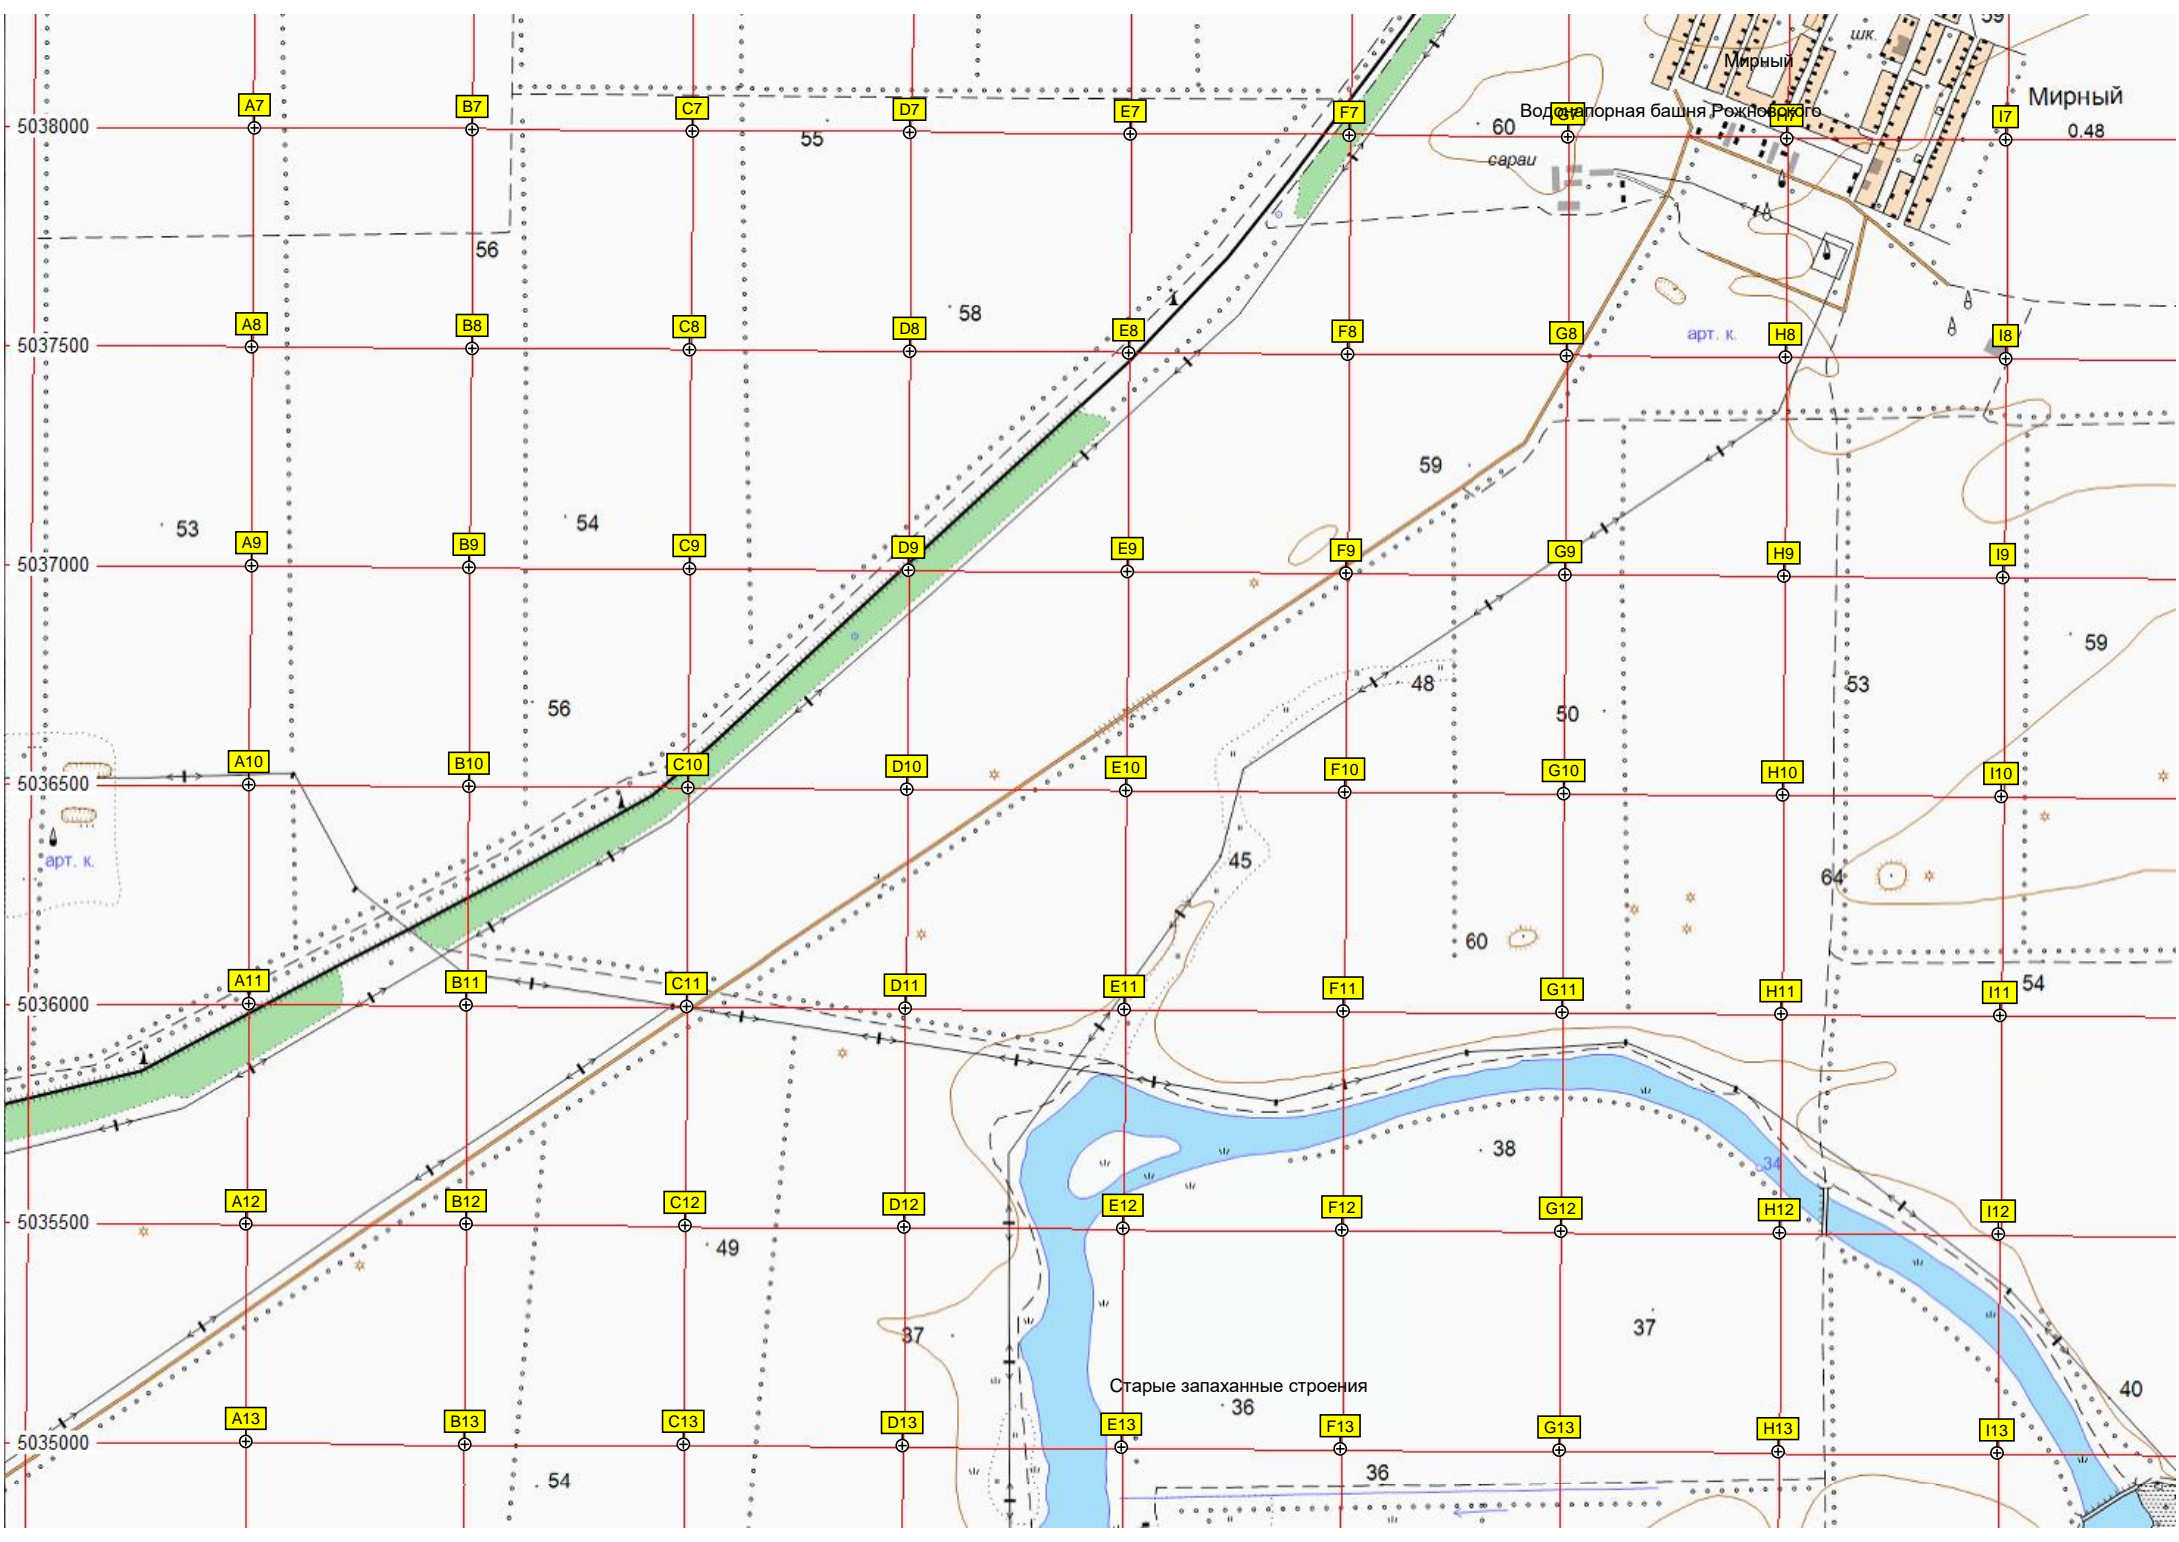 59
шк.
Мирный
Мирный
0.48
Водонапорная башня Рожновского
A7
B7
C7
D7
E7
F7
G7
H7
I7
5038000
55
60
сараи
56
58
A8
B8
C8
D8
E8
F8
G8
арт. к.
H8
I8
5037500
59
53
54
A9
B9
C9
D9
E9
F9
G9
H9
I9
5037000
59
56
48
50
53
A10
B10
C10
D10
E10
F10
G10
H10
I10
5036500
арт. к.
45
64
60
A11
B11
C11
D11
E11
F11
G11
H11
I11
54
5036000
38
34
A12
B12
C12
D12
E12
F12
G12
H12
I12
5035500
49
37
37
Старые запаханные строения
36
40
A13
B13
C13
D13
E13
F13
G13
H13
I13
5035000
54
36